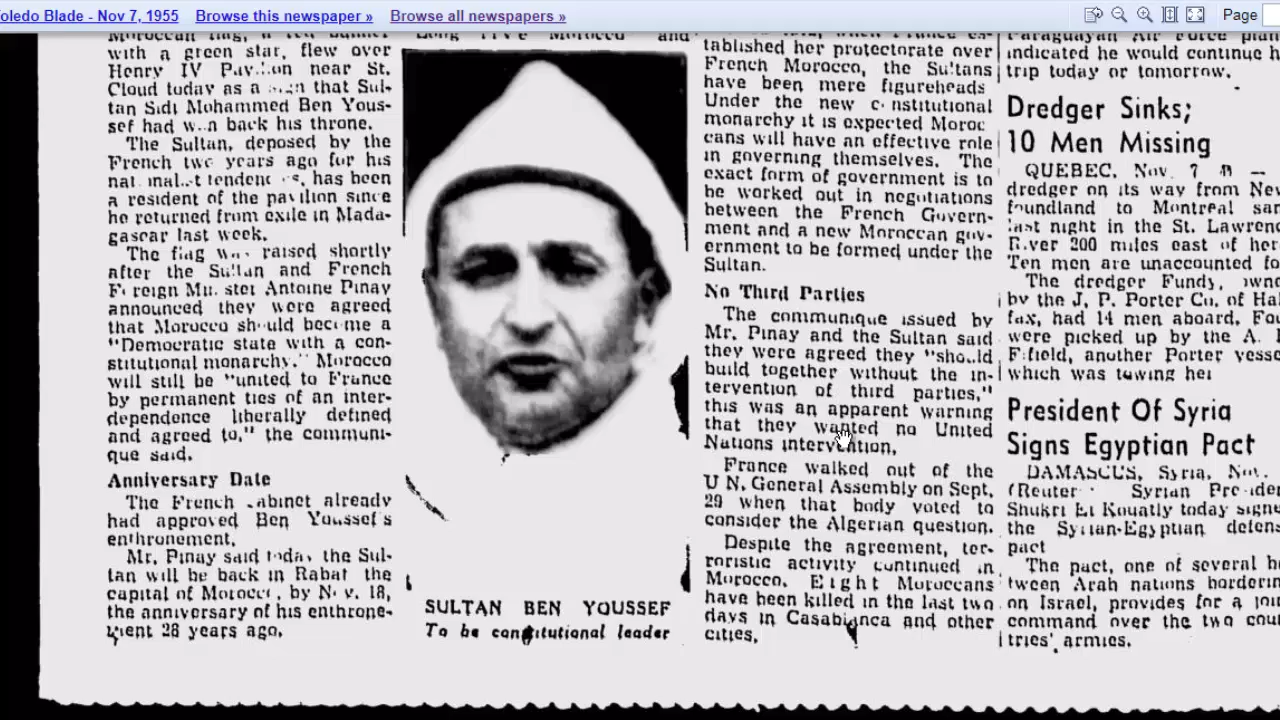 oledo Blade - Nov 7, 1955 Browse this newspaper » Browse all newspapers » Page
with a green star, flew over
Henry IV near St.
Cloud today as a that Sul-
tan Sidi Mohammed Ben Yous-
sef had back his throne.
The Sultan, deposed by the
French two years ago for his
has been
a resident of the pavilion since
he returned from exile in Mada-
gascar last week.
The flag raised shortly
after the Sultan and French
Antoine Pinay
announced they were agreed
that Morocco should become a
"Democratic state with a con-
stitutional monarchy." Morocco
will still be "united to France
by permanent ties of an inter-
dependence liberally defined
and agreed to," the communi-
que said.
Anniversary Date
The French abinet already
had approved Ben Youssef's
enthronement.
Mr. Pinay said today the Sul-
tan will be back in Rabat the
capital of by 18,
the anniversary of his enthrone-
ment 28 years ago.
Long live Morocco and
SULTAN BEN YOUSSEF
To be constitutional leader
tablished her protectorate over
French Morocco, the Sultans
have been mere figureheads
Under the new constitutional
monarchy it is expected Moroc
cans will have an effective role
in governing themselves. The
exact form of government is to
be worked out in negotiations
between the French Govern-
ment and a new Moroccan gov-
ernment to be formed under the
Sultan.
No Third Parties
The communique issued by
Mr. Pinay and the Sultan said
they were agreed they "should
build together without the in-
tervention of third parties,"
this was an apparent warning
that they wanted no United
Nations intervention.
France walked out of the
U N. General Assembly on Sept.
29 when that body voted to
consider the Algerian question.
Despite the agreement, ter-
roristic activity continued in
Morocco. Eight Moroccans
have been killed in the last two
days in Casablanca and other
cities.
Paraguayan Air Force
indicated he would continue h
trip today or tomorrow.
Dredger Sinks;
10 Men Missing
QUEBEC, Nov. 7 —
dredger on its way from New
foundland to Montreal san
last night in the St. Lawrenc
River 200 miles east of her
Ten men are unaccounted fo
The dredger Fundy, owne
by the J. P. Porter Co. of Hal
fax, had 14 men aboard. Fou
were picked up by the A.
Fifield, another Porter vesse
which was towing her
President Of Syria
Signs Egyptian Pact
DAMASCUS, Syria, Nov.
(Reuter Syrian
Shukri El Kouatly today signe
the Syrian-Egyptian defens
pact
The pact, one of several be
tween Arab nations borderin
on Israel, provides for a join
command over the two coun
tries' armies.